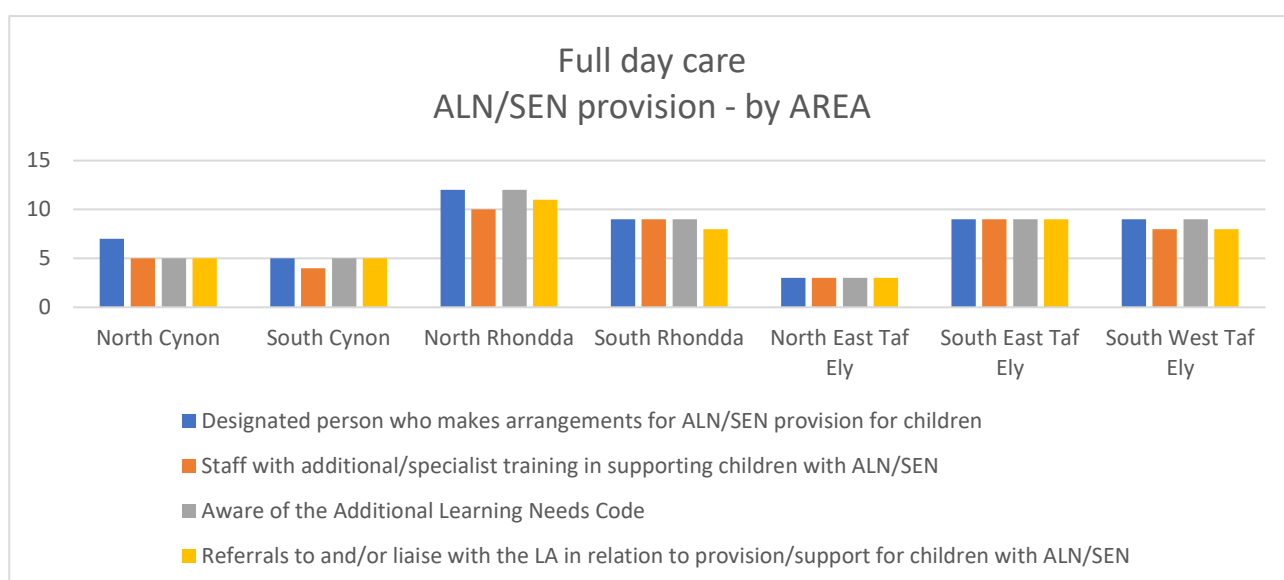 Full day care
ALN/SEN provision - by AREA
15
10
5
0
North Cynon South Cynon North Rhondda South Rhondda North East Taf South East Taf South West Taf
Ely Ely Ely
Designated person who makes arrangements for ALN/SEN provision for children
Staff with additional/specialist training in supporting children with ALN/SEN
Aware of the Additional Learning Needs Code
Referrals to and/or liaise with the LA in relation to provision/support for children with ALN/SEN